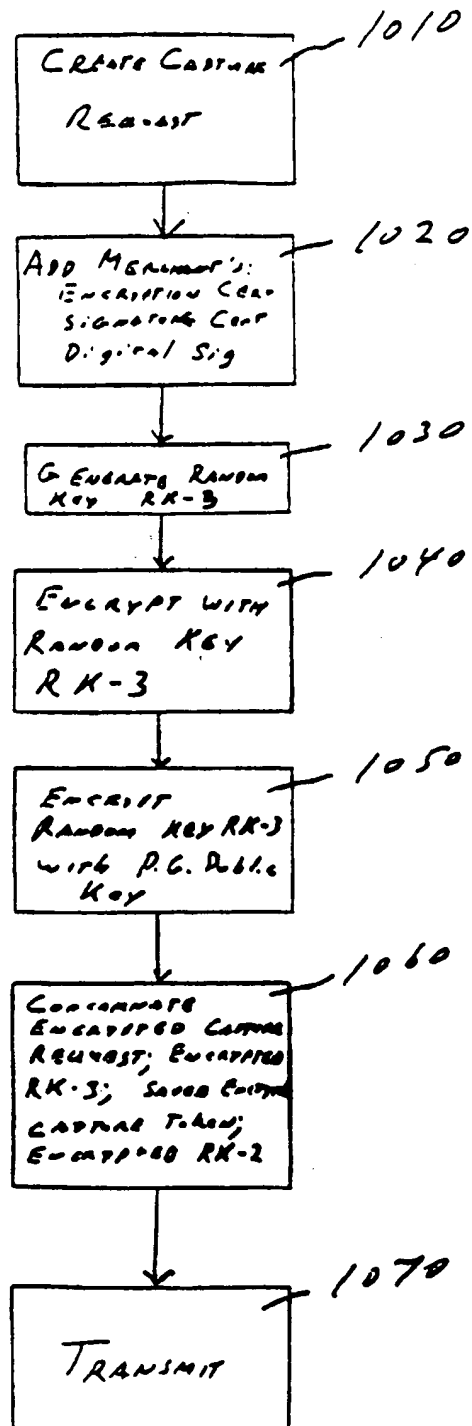 1010
CREATE CAPTURE
REQUEST
1020
ADD MERCHANT'S:
ENCRYPTION CERT
SIGNATURE CERT
Digital Sig
1030
GENERATE RANDOM
Key RK-3
1040
ENCRYPT WITH
RANDOM KEY
RK-3
1050
ENCRYPT
RANDOM KEY RK-3
with P.G. Public
Key
1060
CONCATENATE
ENCRYPTED CAPTURE
REQUEST; ENCRYPTED
RK-3; SAVED
CAPTURE TOKEN;
ENCRYPTED RK-2
1070
TRANSMIT